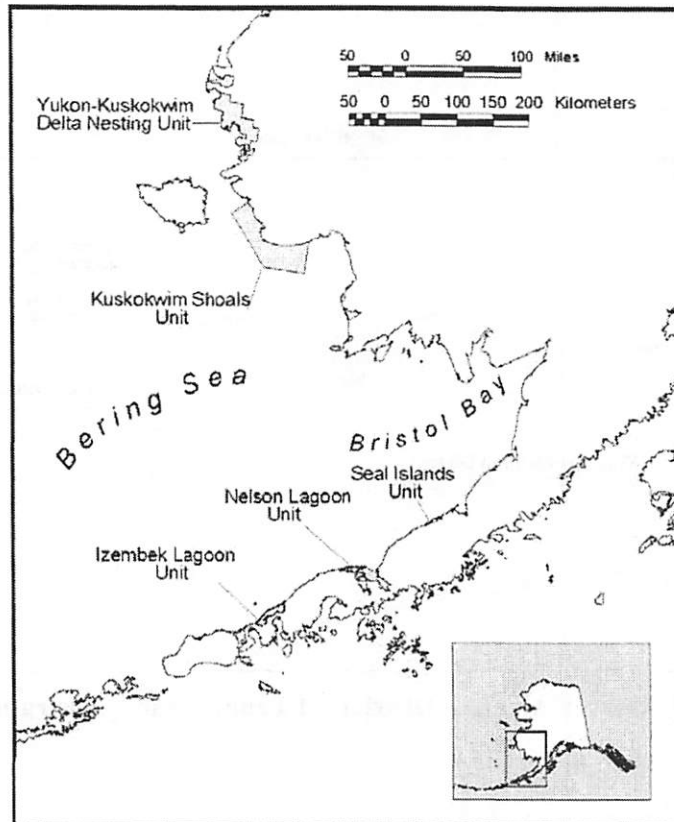 50 0 50 100 Miles
50 0 50 100 150 200 Kilometers
Yukon-Kuskokwim
Delta Nesting Unit
Kuskokwim Shoals
Unit
Bering Sea
Bristol Bay
Seal Islands
Unit
Nelson Lagoon
Unit
Izembek Lagoon
Unit